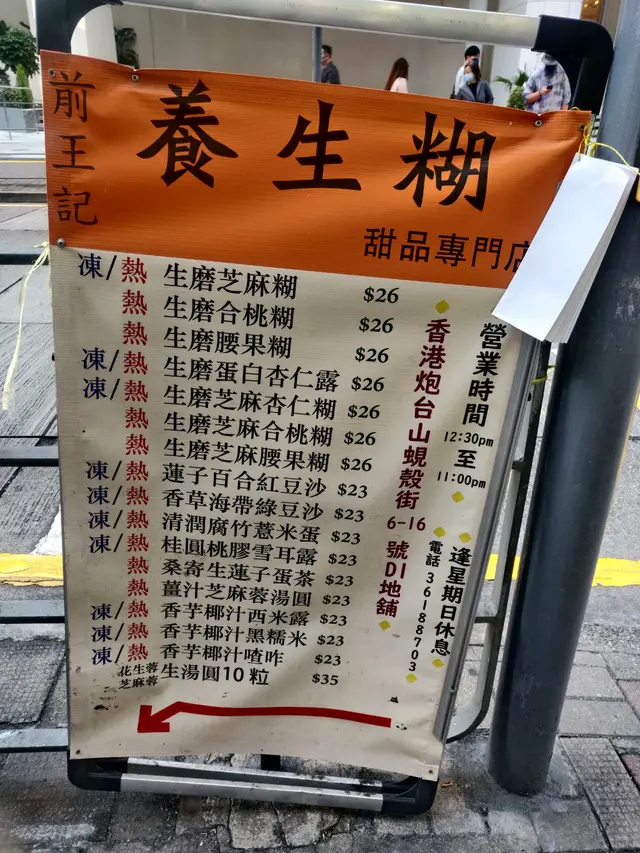 前王記
養生糊
甜品專門店
凍/熱 生磨芝麻糊 $26
熱 生磨合桃糊 $26
熱 生磨腰果糊 $26
凍/熱 生磨蛋白杏仁露 $26
凍/熱 生磨芝麻杏仁糊 $26
熱 生磨芝麻合桃糊 $26
熱 生磨芝麻腰果糊 $26
凍/熱 蓮子百合紅豆沙 $23
凍/熱 香草海帶綠豆沙 $23
凍/熱 清潤腐竹薏米蛋 $23
凍/熱 桂圓桃膠雪耳露 $23
熱 桑寄生蓮子蛋茶 $23
熱 薑汁芝麻蓉湯圓 $23
凍/熱 香芋椰汁西米露 $23
凍/熱 香芋椰汁黑糯米 $23
凍/熱 香芋椰汁喳咋 $23
花生蓉
芝麻蓉 生湯圓10粒 $35
香港炮台山蜆殼街6-16號D1地舖
營業時間
12:30pm
至
11:00pm
逢星期日休息
電話 36188703